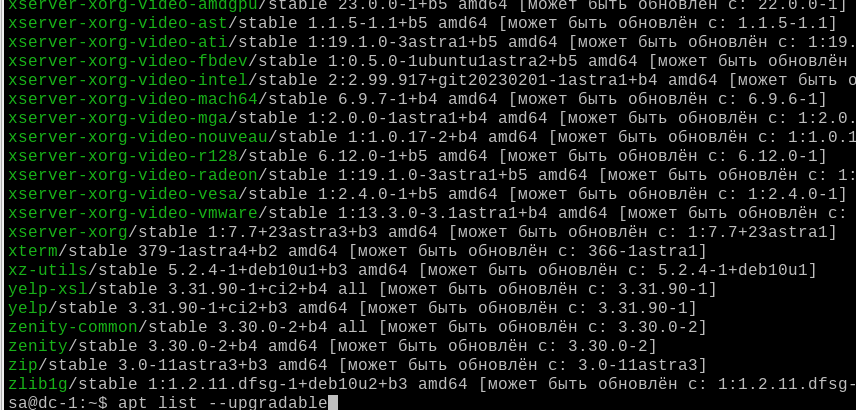 xserver-xorg-video-amdgpu/stable 23.0.0-1+b5 amd64 [может быть обновлён с: 22.0.0-1]
xserver-xorg-video-ast/stable 1.1.5-1.1+b5 amd64 [может быть обновлён с: 1.1.5-1.1]
xserver-xorg-video-ati/stable 1:19.1.0-3astra1+b5 amd64 [может быть обновлён с: 1:19.
xserver-xorg-video-fbdev/stable 1:0.5.0-1ubuntu1astra2+b5 amd64 [может быть обновлён
xserver-xorg-video-intel/stable 2:2.99.917+git20230201-1astra1+b4 amd64 [может быть о
xserver-xorg-video-mach64/stable 6.9.7-1+b4 amd64 [может быть обновлён с: 6.9.6-1]
xserver-xorg-video-mga/stable 1:2.0.0-1astra1+b4 amd64 [может быть обновлён с: 1:2.0.
xserver-xorg-video-nouveau/stable 1:1.0.17-2+b4 amd64 [может быть обновлён с: 1:1.0.1
xserver-xorg-video-r128/stable 6.12.0-1+b5 amd64 [может быть обновлён с: 6.12.0-1]
xserver-xorg-video-radeon/stable 1:19.1.0-3astra1+b5 amd64 [может быть обновлён с: 1:
xserver-xorg-video-vesa/stable 1:2.4.0-1+b5 amd64 [может быть обновлён с: 1:2.4.0-1]
xserver-xorg-video-vmware/stable 1:13.3.0-3.1astra1+b4 amd64 [может быть обновлён с:
xserver-xorg/stable 1:7.7+23astra3+b3 amd64 [может быть обновлён с: 1:7.7+23astra1]
xterm/stable 379-1astra4+b2 amd64 [может быть обновлён с: 366-1astra1]
xz-utils/stable 5.2.4-1+deb10u1+b3 amd64 [может быть обновлён с: 5.2.4-1+deb10u1]
yelp-xsl/stable 3.31.90-1+ci2+b4 all [может быть обновлён с: 3.31.90-1]
yelp/stable 3.31.90-1+ci2+b3 amd64 [может быть обновлён с: 3.31.90-1]
zenity-common/stable 3.30.0-2+b4 all [может быть обновлён с: 3.30.0-2]
zenity/stable 3.30.0-2+b4 amd64 [может быть обновлён с: 3.30.0-2]
zip/stable 3.0-11astra3+b3 amd64 [может быть обновлён с: 3.0-11astra3]
zlib1g/stable 1:1.2.11.dfsg-1+deb10u2+b3 amd64 [может быть обновлён с: 1:1.2.11.dfsg-
sa@dc-1:~$ apt list --upgradable